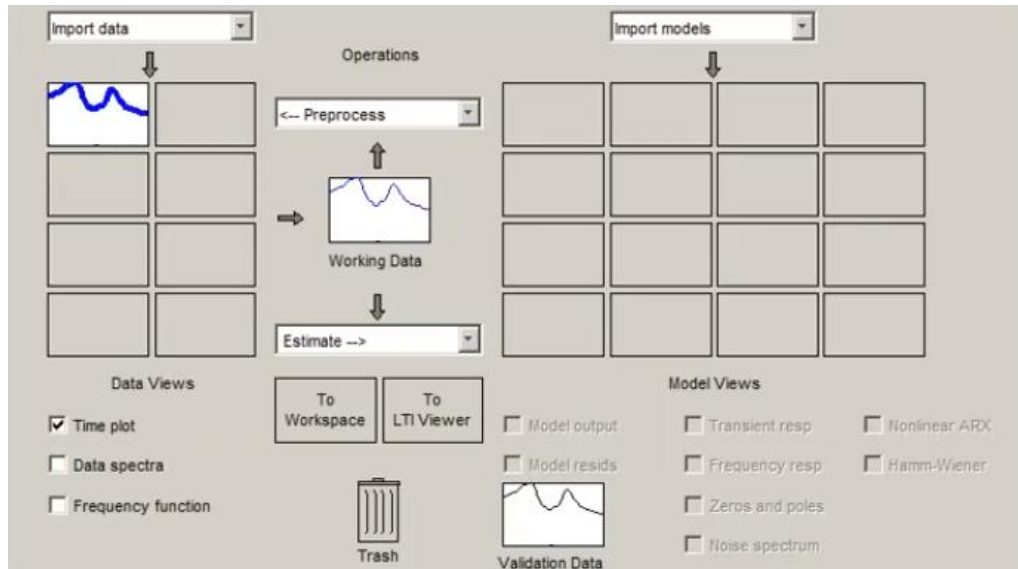 Import data
Import models
Operations
<-- Preprocess
Working Data
Estimate -->
Data Views
To
Workspace
To
LTI Viewer
Model Views
Time plot
Data spectra
Frequency function
Model output
Model resids
Transient resp
Frequency resp
Zeros and poles
Noise spectrum
Nonlinear ARX
Hamm-Wiener
Trash
Validation Data